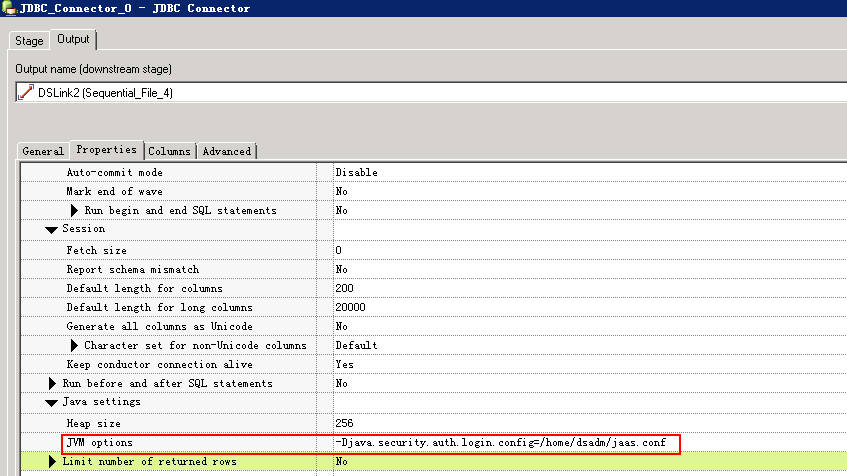 JDBC_Connector_0 - JDBC Connector
Stage Output
Output name (downstream stage)
DSLink2 (Sequential_File_4)
General Properties Columns Advanced
Auto-commit mode Disable
Mark end of wave No
Run begin and end SQL statements No
Session
Fetch size 0
Report schema mismatch No
Default length for columns 200
Default length for long columns 20000
Generate all columns as Unicode No
Character set for non-Unicode columns Default
Keep conductor connection alive Yes
Run before and after SQL statements No
Java settings
Heap size 256
JVM options -Djava.security.auth.login.config=/home/dsadm/jaas.conf
Limit number of returned rows No